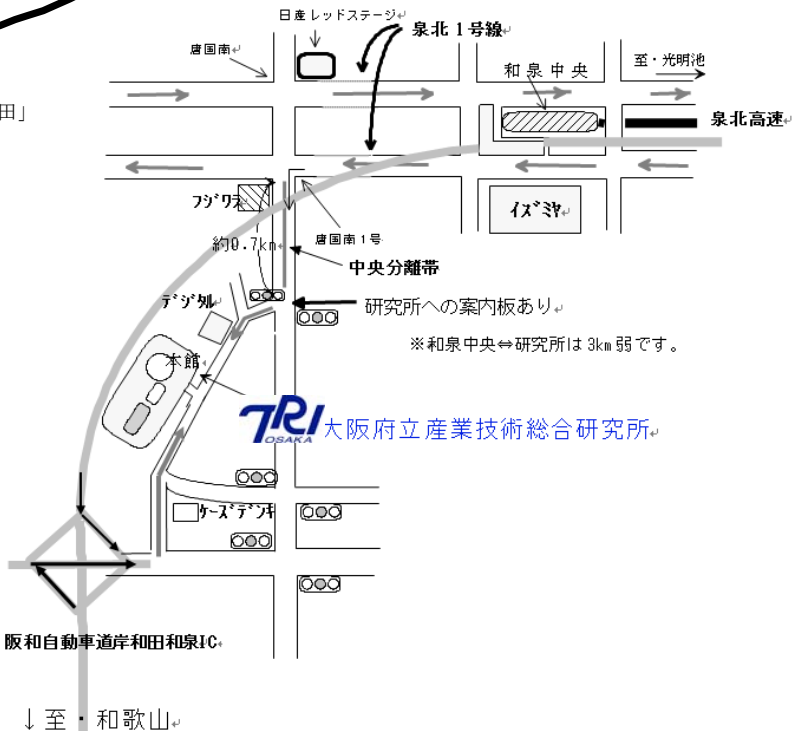 日産レッドステージ
泉北1号線
唐国南
至・光明池
和泉中央
田」
泉北高速
フジワラ
イズミヤ
約0.7km
唐国南1号
中央分離帯
デジタル
研究所への案内板あり
※和泉中央⇔研究所は3km弱です。
本館
TRI
OSAKA
大阪府立産業技術総合研究所
ケーズデンキ
阪和自動車道岸和田和泉IC
↓至・和歌山